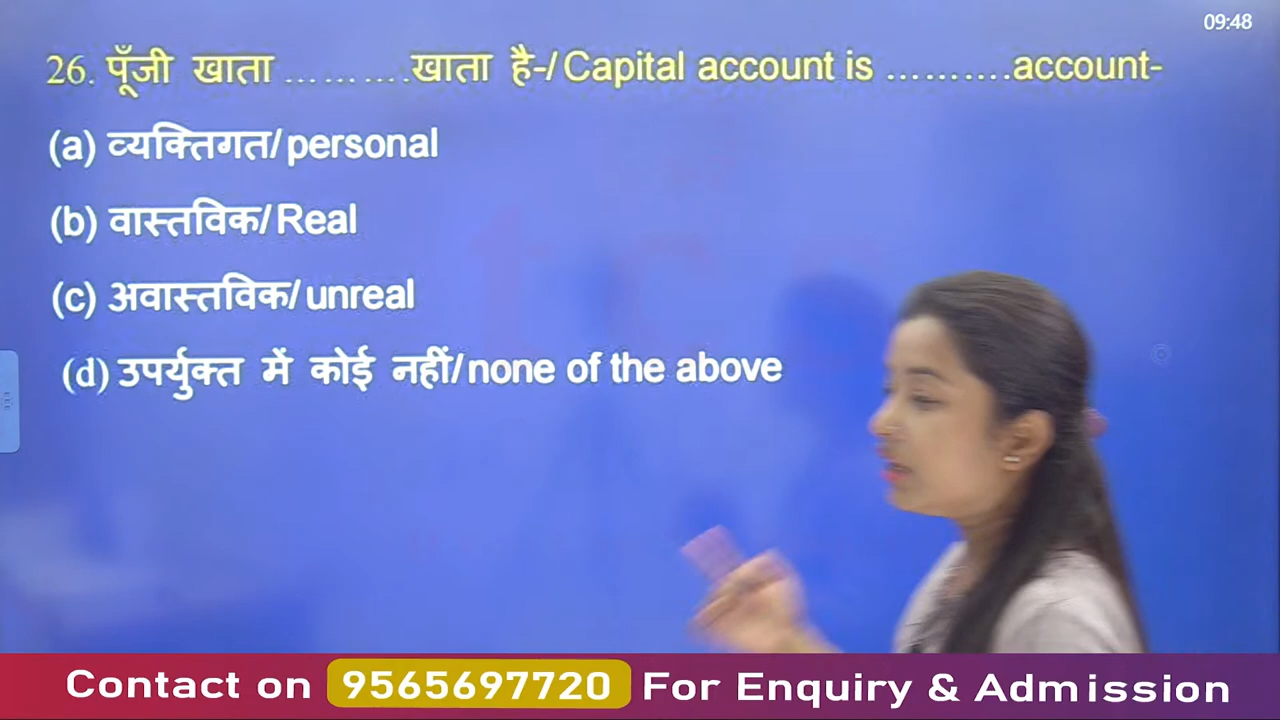 09:48
26. पूँजी खाता ..........खाता है-/Capital account is ..........account-
(a) व्यक्तिगत/personal
(b) वास्तविक/Real
(c) अवास्तविक/unreal
(d) उपर्युक्त में कोई नहीं/none of the above
Contact on 9565697720 For Enquiry & Admission